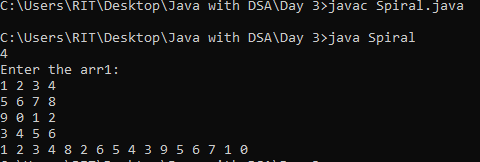 C:\Users\RIT\Desktop\Java with DSA\Day 3>javac Spiral.java
C:\Users\RIT\Desktop\Java with DSA\Day 3>java Spiral
4
Enter the arr1:
1 2 3 4
5 6 7 8
9 0 1 2
3 4 5 6
1 2 3 4 8 2 6 5 4 3 9 5 6 7 1 0